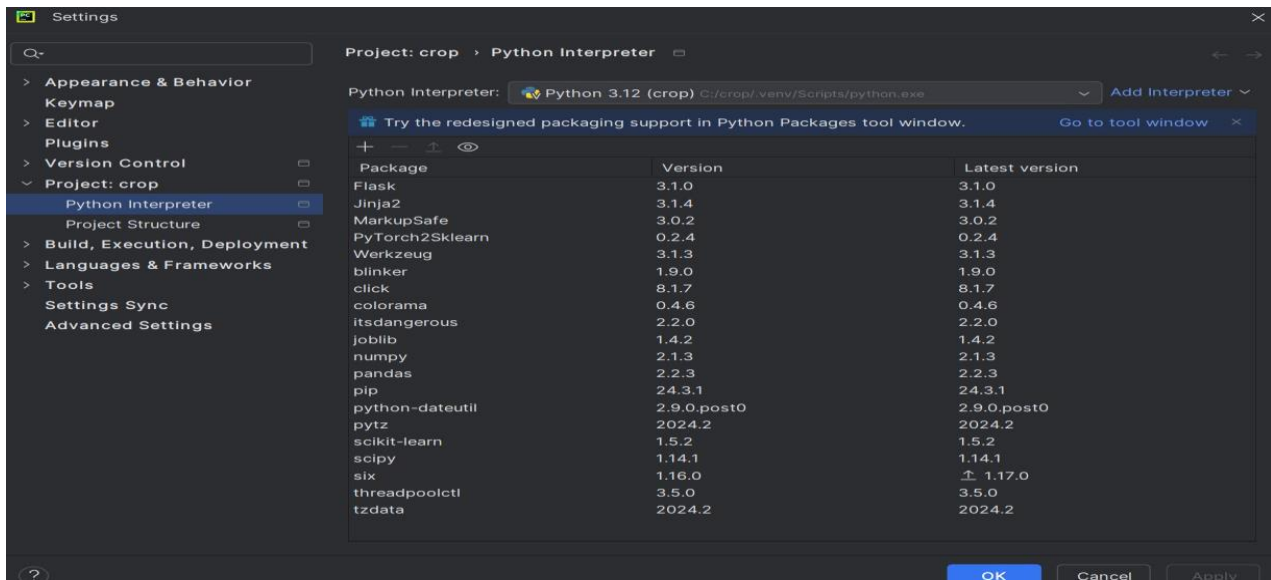 PC Settings
Project: crop › Python Interpreter
> Appearance & Behavior
Keymap
> Editor
Plugins
> Version Control
Project: crop
Python Interpreter
Project Structure
> Build, Execution, Deployment
> Languages & Frameworks
> Tools
Settings Sync
Advanced Settings
Python Interpreter: Python 3.12 (crop) C:/crop/.venv/Scripts/python.exe Add Interpreter
Try the redesigned packaging support in Python Packages tool window. Go to tool window
Package Version Latest version
Flask 3.1.0 3.1.0
Jinja2 3.1.4 3.1.4
MarkupSafe 3.0.2 3.0.2
PyTorch2Sklearn 0.2.4 0.2.4
Werkzeug 3.1.3 3.1.3
blinker 1.9.0 1.9.0
click 8.1.7 8.1.7
colorama 0.4.6 0.4.6
itsdangerous 2.2.0 2.2.0
joblib 1.4.2 1.4.2
numpy 2.1.3 2.1.3
pandas 2.2.3 2.2.3
pip 24.3.1 24.3.1
python-dateutil 2.9.0.post0 2.9.0.post0
pytz 2024.2 2024.2
scikit-learn 1.5.2 1.5.2
scipy 1.14.1 1.14.1
six 1.16.0 1.17.0
threadpoolctl 3.5.0 3.5.0
tzdata 2024.2 2024.2
? OK Cancel Apply